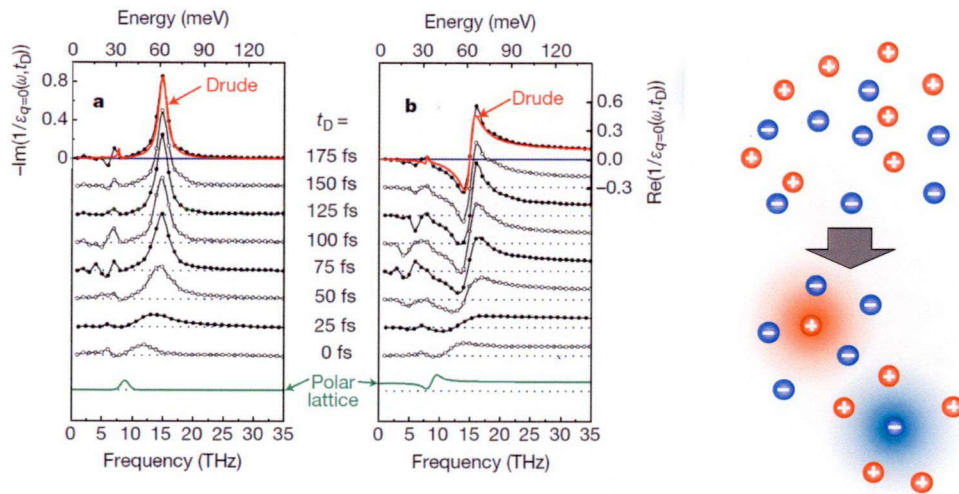 Energy (meV)
0 30 60 90 120
−Im(1/ε_{q=0}(ω,t_D))
0.8
0.4
0
a
Drude
t_D =
175 fs
150 fs
125 fs
100 fs
75 fs
50 fs
25 fs
0 fs
Polar
lattice
0 5 10 15 20 25 30 35
Frequency (THz)
Energy (meV)
0 30 60 90 120
b
Drude
0.6
0.3
0.0
−0.3
Re(1/ε_{q=0}(ω,t_D))
0 5 10 15 20 25 30 35
Frequency (THz)